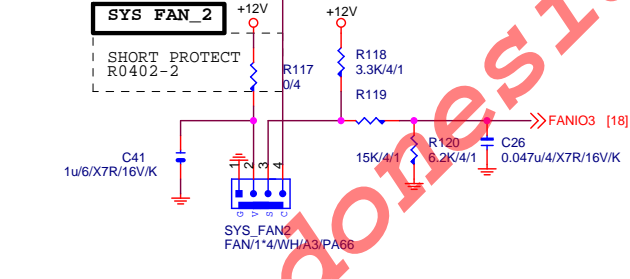 SYS FAN_2
+12V
+12V
SHORT PROTECT
R0402-2
R117
0/4
R118
3.3K/4/1
R119
15K/4/1
FANIO3 [18]
R120
6.2K/4/1
C26
0.047u/4/X7R/16V/K
C41
1u/6/X7R/16V/K
1 2 3 4
G V S C
SYS_FAN2
FAN/1*4/WH/A3/PA66
donesi